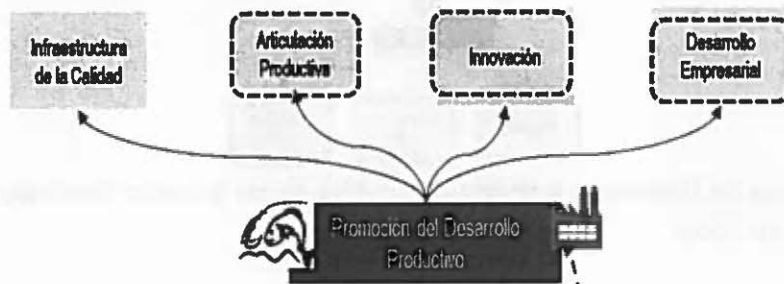 Infraestructura
de la Calidad
Articulación
Productiva
Innovación
Desarrollo
Empresarial
Promoción del Desarrollo
Productivo